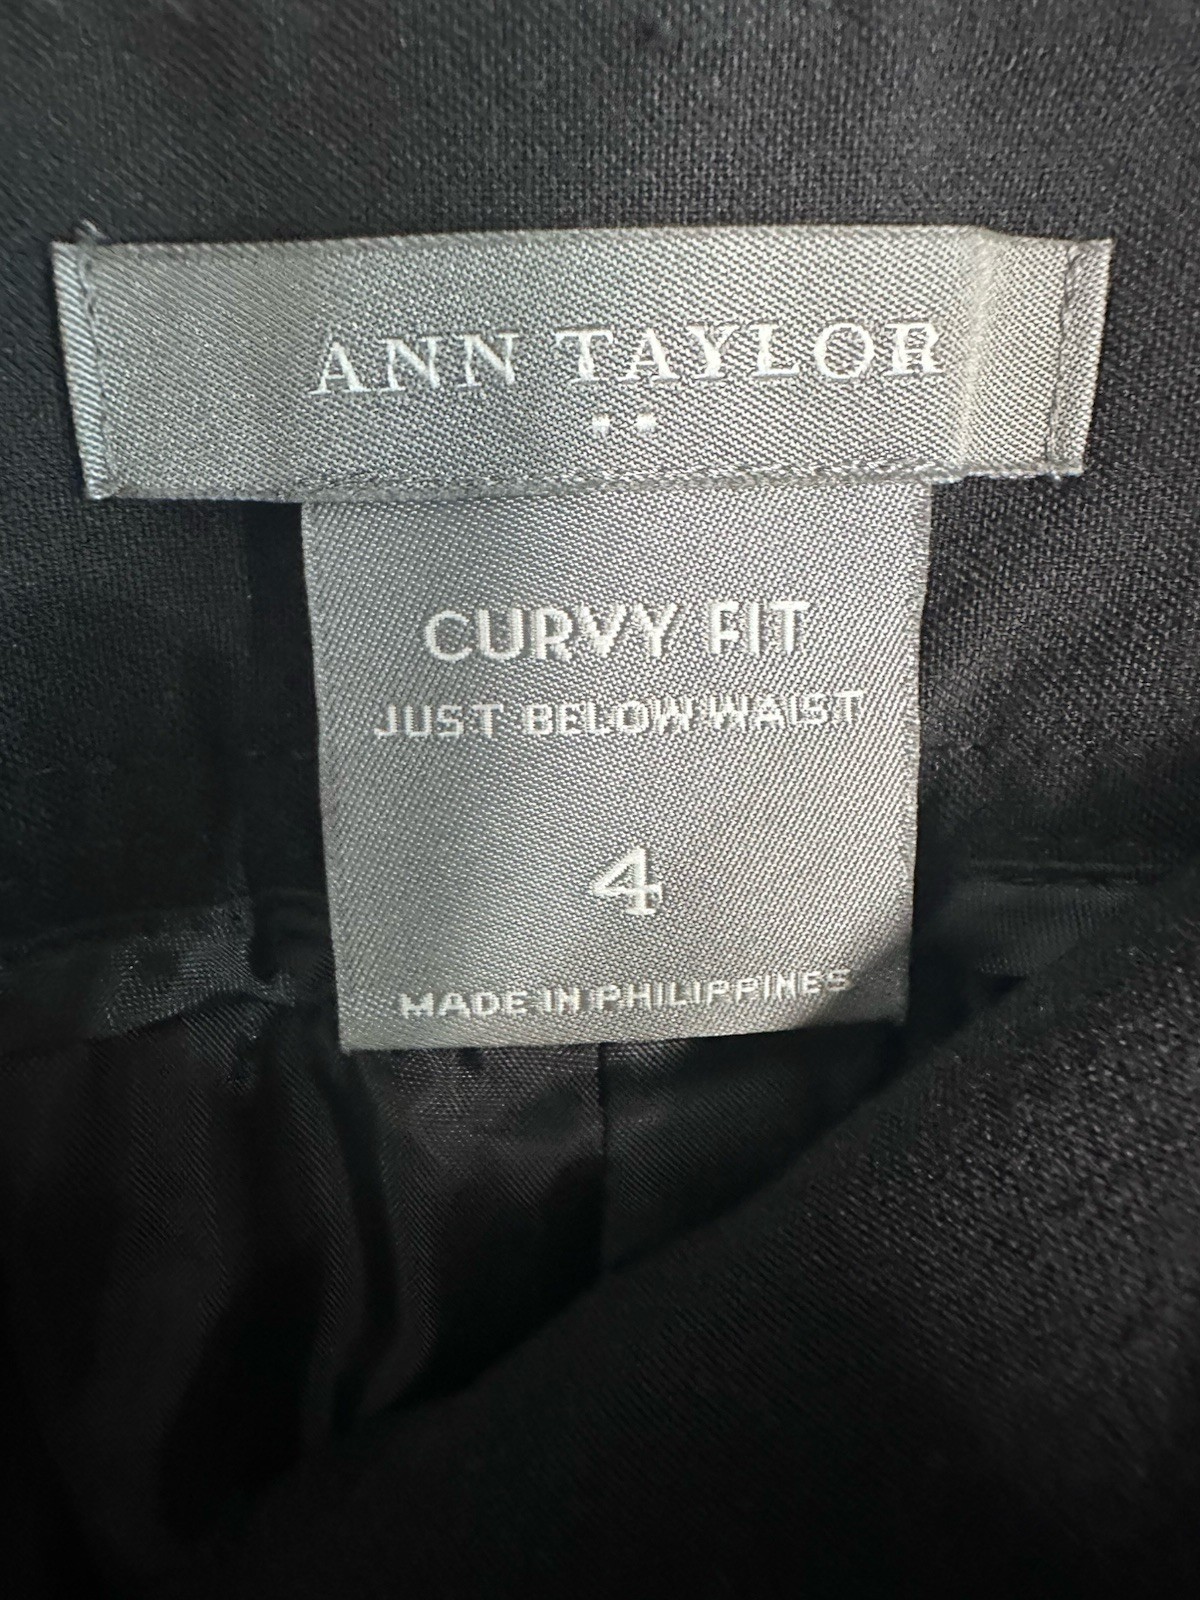 ANN TAYLOR
CURVY FIT
JUST BELOW WAIST
4
MADE IN PHILIPPINES